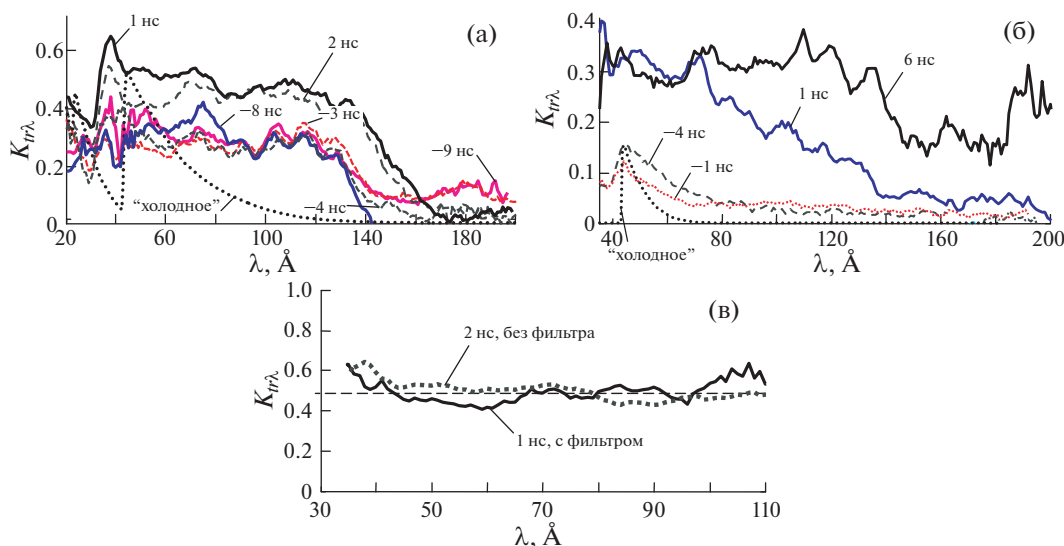 (а)
K_trλ
0.6
0.4
0.2
0
1 нс
2 нс
−8 нс
−3 нс
−9 нс
“холодное”
−4 нс
20 60 100 140 180
λ, Å
(б)
K_trλ
0.4
0.3
0.2
0.1
0
6 нс
1 нс
−4 нс
−1 нс
“холодное”
40 80 120 160 200
λ, Å
(в)
K_trλ
1.0
0.8
0.6
0.4
0.2
0
2 нс, без фильтра
1 нс, с фильтром
30 50 70 90 110
λ, Å